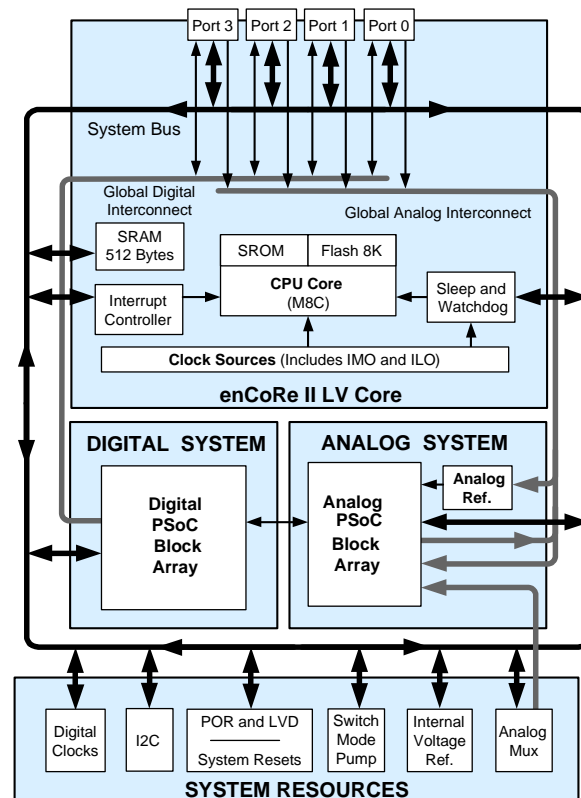 Port 3
Port 2
Port 1
Port 0
System Bus
Global Digital
Interconnect
Global Analog Interconnect
SRAM
512 Bytes
SROM
Flash 8K
CPU Core
(M8C)
Interrupt
Controller
Sleep and
Watchdog
Clock Sources (Includes IMO and ILO)
enCoRe II LV Core
DIGITAL SYSTEM
ANALOG SYSTEM
Digital
PSoC
Block
Array
Analog
PSoC
Block
Array
Analog
Ref.
Digital
Clocks
I2C
POR and LVD
System Resets
Switch
Mode
Pump
Internal
Voltage
Ref.
Analog
Mux
SYSTEM RESOURCES